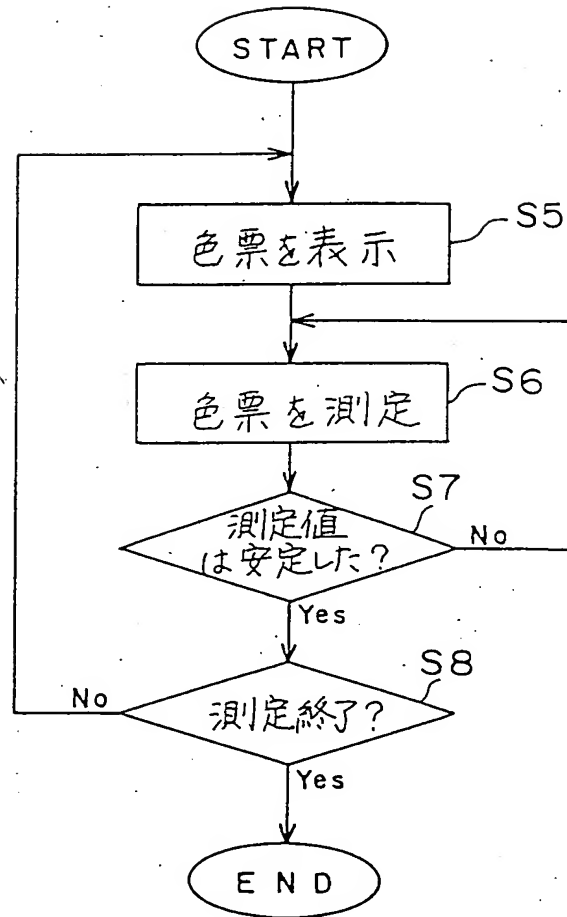 START
色票を表示
S5
色票を測定
S6
測定値
は安定した?
S7
No
Yes
測定終了?
S8
No
Yes
END